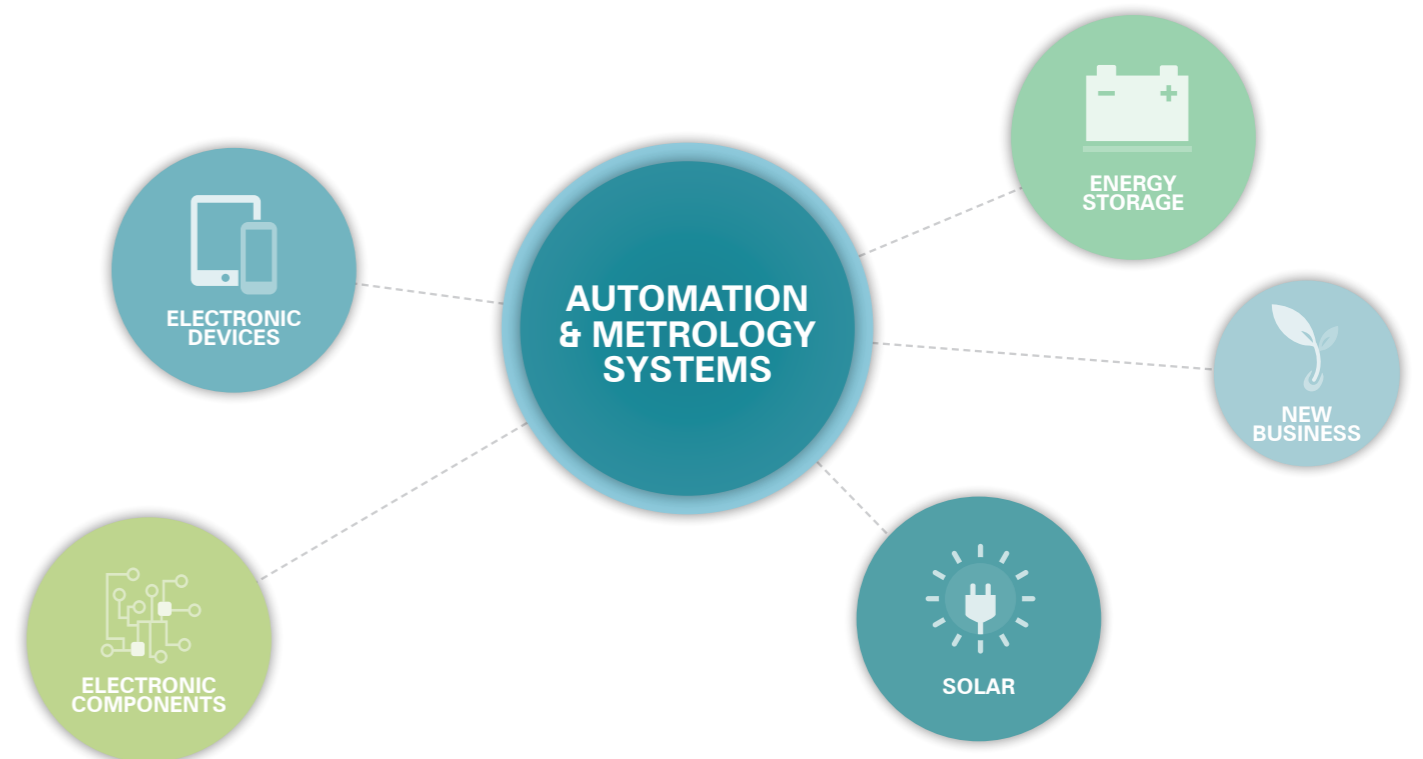 ENERGY
STORAGE
ELECTRONIC
DEVICES
AUTOMATION
& METROLOGY
SYSTEMS
NEW
BUSINESS
ELECTRONIC
COMPONENTS
SOLAR